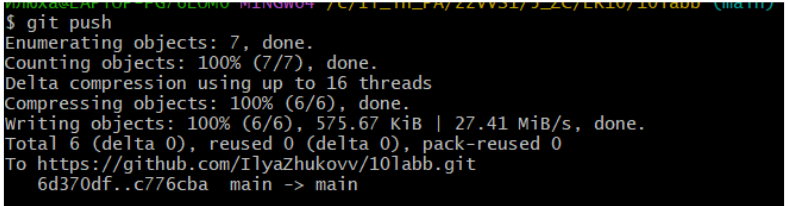 MINGW64 (main)
$ git push
Enumerating objects: 7, done.
Counting objects: 100% (7/7), done.
Delta compression using up to 16 threads
Compressing objects: 100% (6/6), done.
Writing objects: 100% (6/6), 575.67 KiB | 27.41 MiB/s, done.
Total 6 (delta 0), reused 0 (delta 0), pack-reused 0
To https://github.com/IlyaZhukovv/10labb.git
   6d370df..c776cba  main -> main